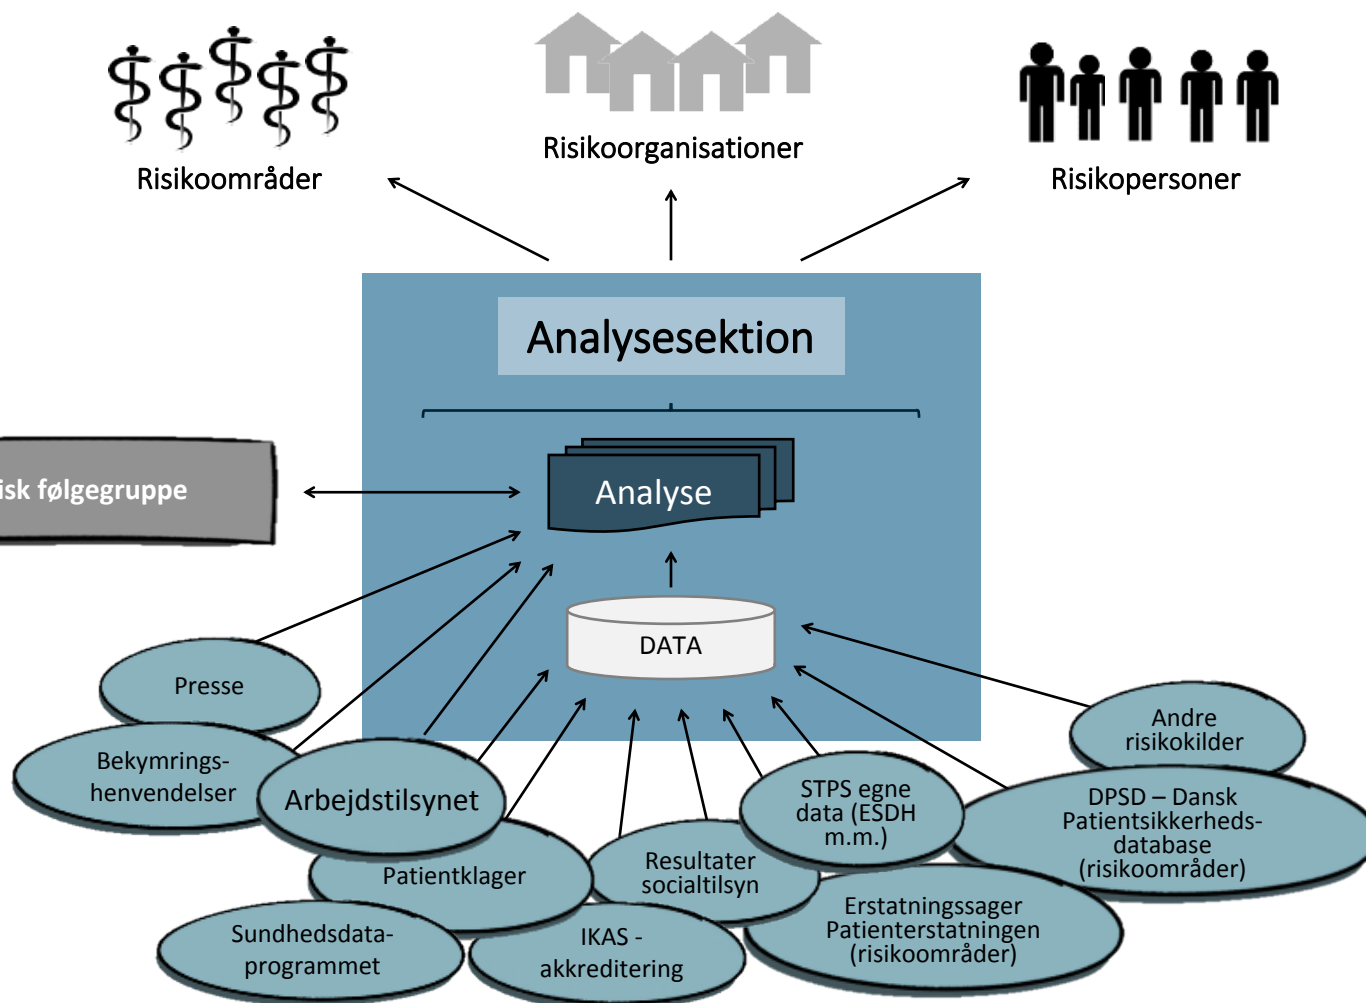 Risikoområder
Risikoorganisationer
Risikopersoner
Analysesektion
følgegruppe
Analyse
DATA
Presse
Bekymrings-
henvendelser
Arbejdstilsynet
Patientklager
Sundhedsdata-
programmet
IKAS -
akkreditering
Resultater
socialtilsyn
STPS egne
data (ESDH
m.m.)
Erstatningssager
Patienterstatningen
(risikoområder)
Andre
risikokilder
DPSD – Dansk
Patientsikkerheds-
database
(risikoområder)